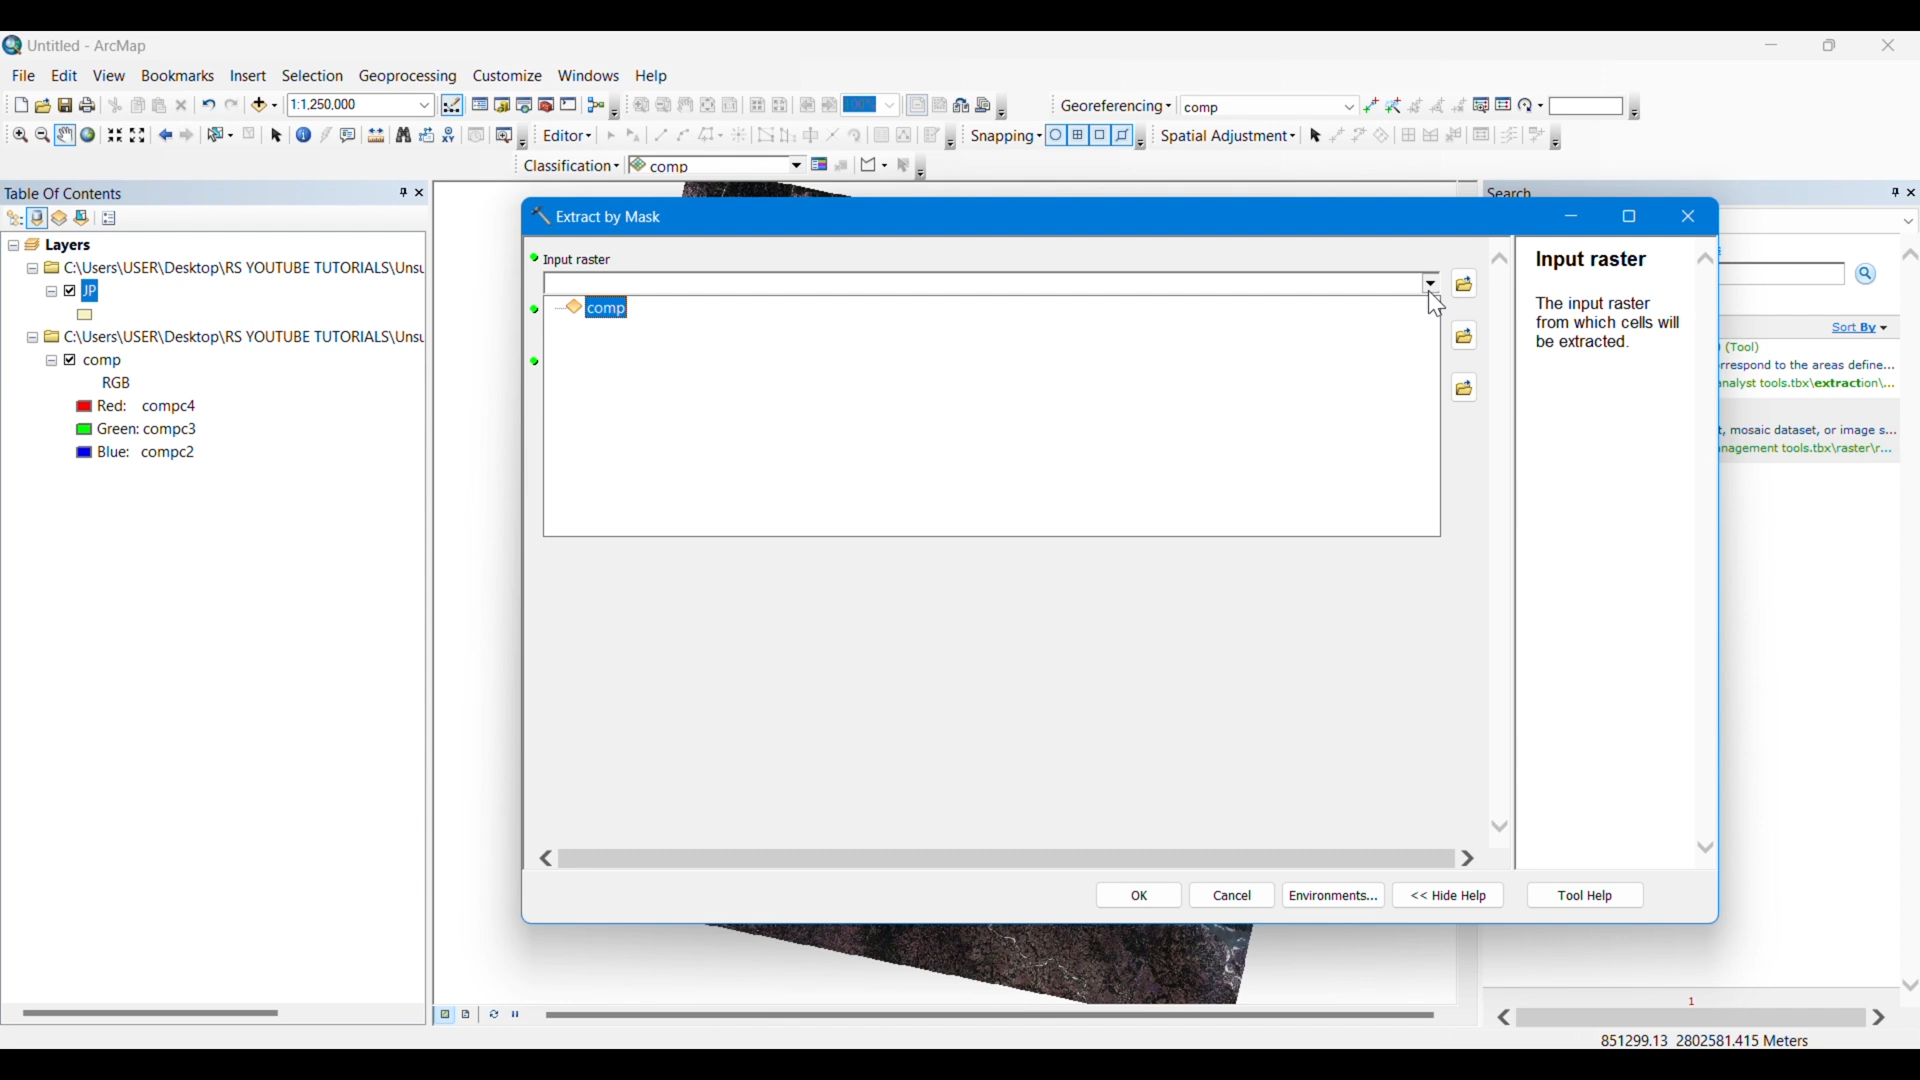 Untitled - ArcMap
File Edit View Bookmarks Insert Selection Geoprocessing Customize Windows Help
1:1,250,000 100% Georeferencing comp
Editor Snapping Spatial Adjustment
Classification comp
Table Of Contents
Layers
C:\Users\USER\Desktop\RS YOUTUBE TUTORIALS\Unsu
JP
C:\Users\USER\Desktop\RS YOUTUBE TUTORIALS\Unsu
comp
RGB
Red: compc4
Green: compc3
Blue: compc2
Extract by Mask
Input raster
comp
OK Cancel Environments... << Hide Help Tool Help
Input raster
The input raster
from which cells will
be extracted.
Search
Sort By
(Tool)
rrespond to the areas define...
nalyst tools.tbx\extraction\...
t, mosaic dataset, or image s...
nagement tools.tbx\raster\r...
1
851299.13 2802581.415 Meters